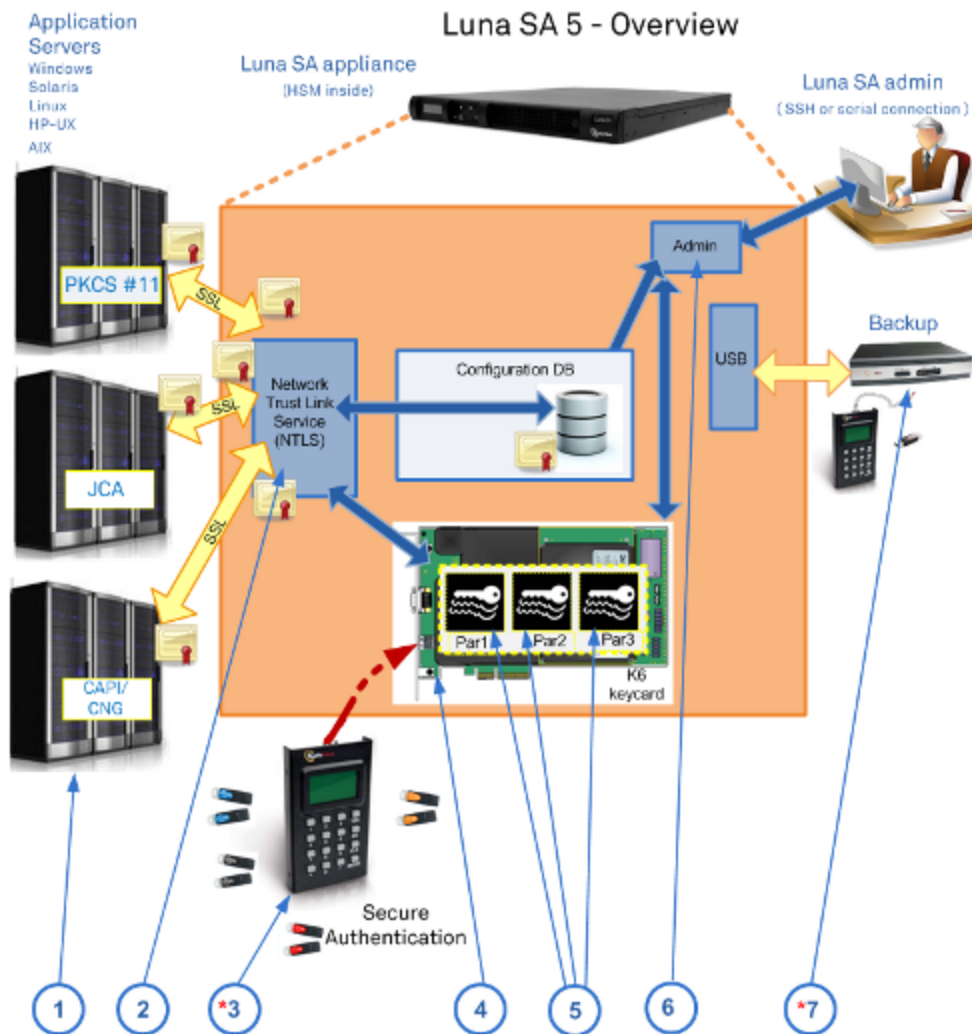 Luna SA 5 - Overview
Application
Servers
Windows
Solaris
Linux
HP-UX
AIX
Luna SA appliance
(HSM inside)
Luna SA admin
( SSH or serial connection )
PKCS #11
SSL
Admin
Backup
USB
Configuration DB
Network
Trust Link
Service
(NTLS)
SSL
JCA
SSL
Par1
Par2
Par3
K6
keycard
CAPI/
CNG
Secure
Authentication
1
2
*3
4
5
6
*7